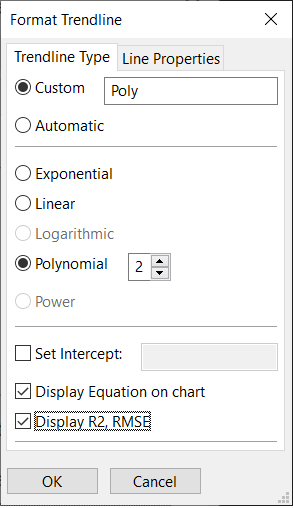 Format Trendline
Trendline Type Line Properties
Custom Poly
Automatic
Exponential
Linear
Logarithmic
Polynomial 2
Power
Set Intercept:
Display Equation on chart
Display R2, RMSE
OK Cancel